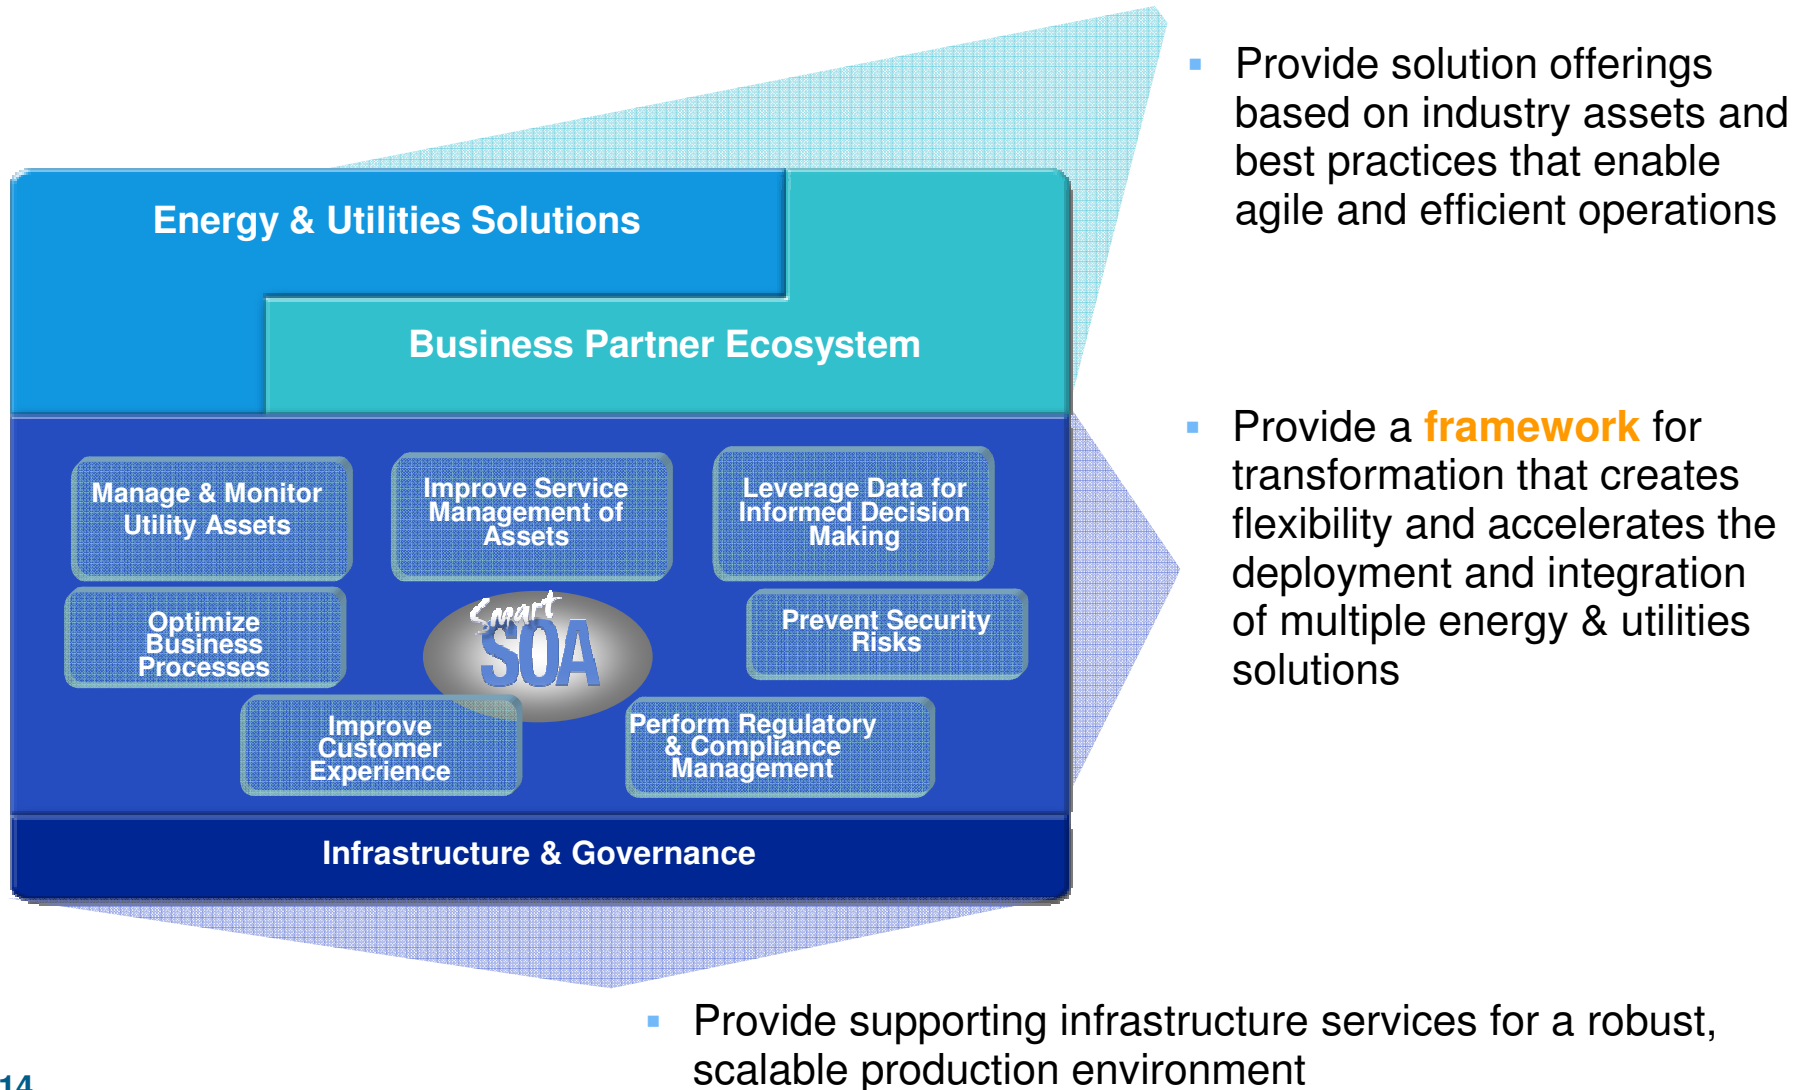 Provide solution offerings
based on industry assets and
best practices that enable
agile and efficient operations
Energy & Utilities Solutions
Business Partner Ecosystem
Provide a framework for
transformation that creates
flexibility and accelerates the
deployment and integration
of multiple energy & utilities
solutions
Manage & Monitor
Utility Assets
Improve Service
Management of
Assets
Leverage Data for
Informed Decision
Making
Optimize
Business
Processes
Smart
SOA
Prevent Security
Risks
Improve
Customer
Experience
Perform Regulatory
& Compliance
Management
Infrastructure & Governance
Provide supporting infrastructure services for a robust,
scalable production environment
14